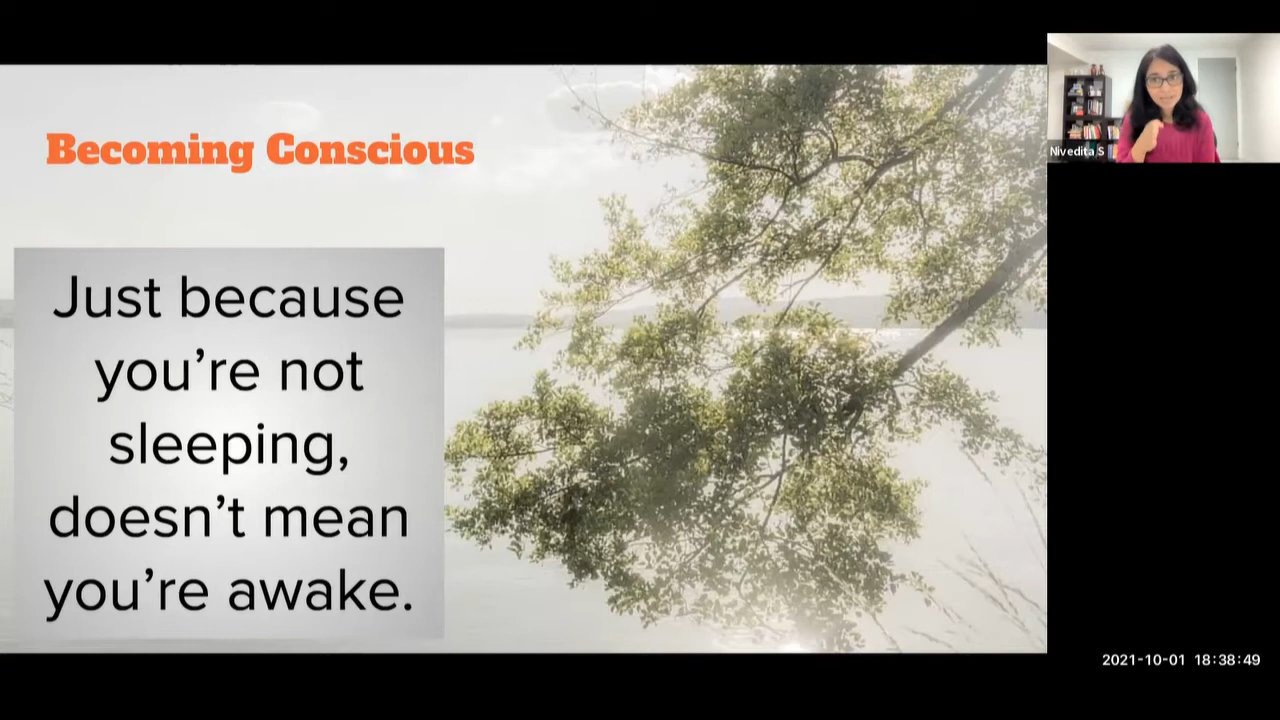 Becoming Conscious
Just because
you’re not
sleeping,
doesn’t mean
you’re awake.
Nivedita S
2021-10-01 18:38:49